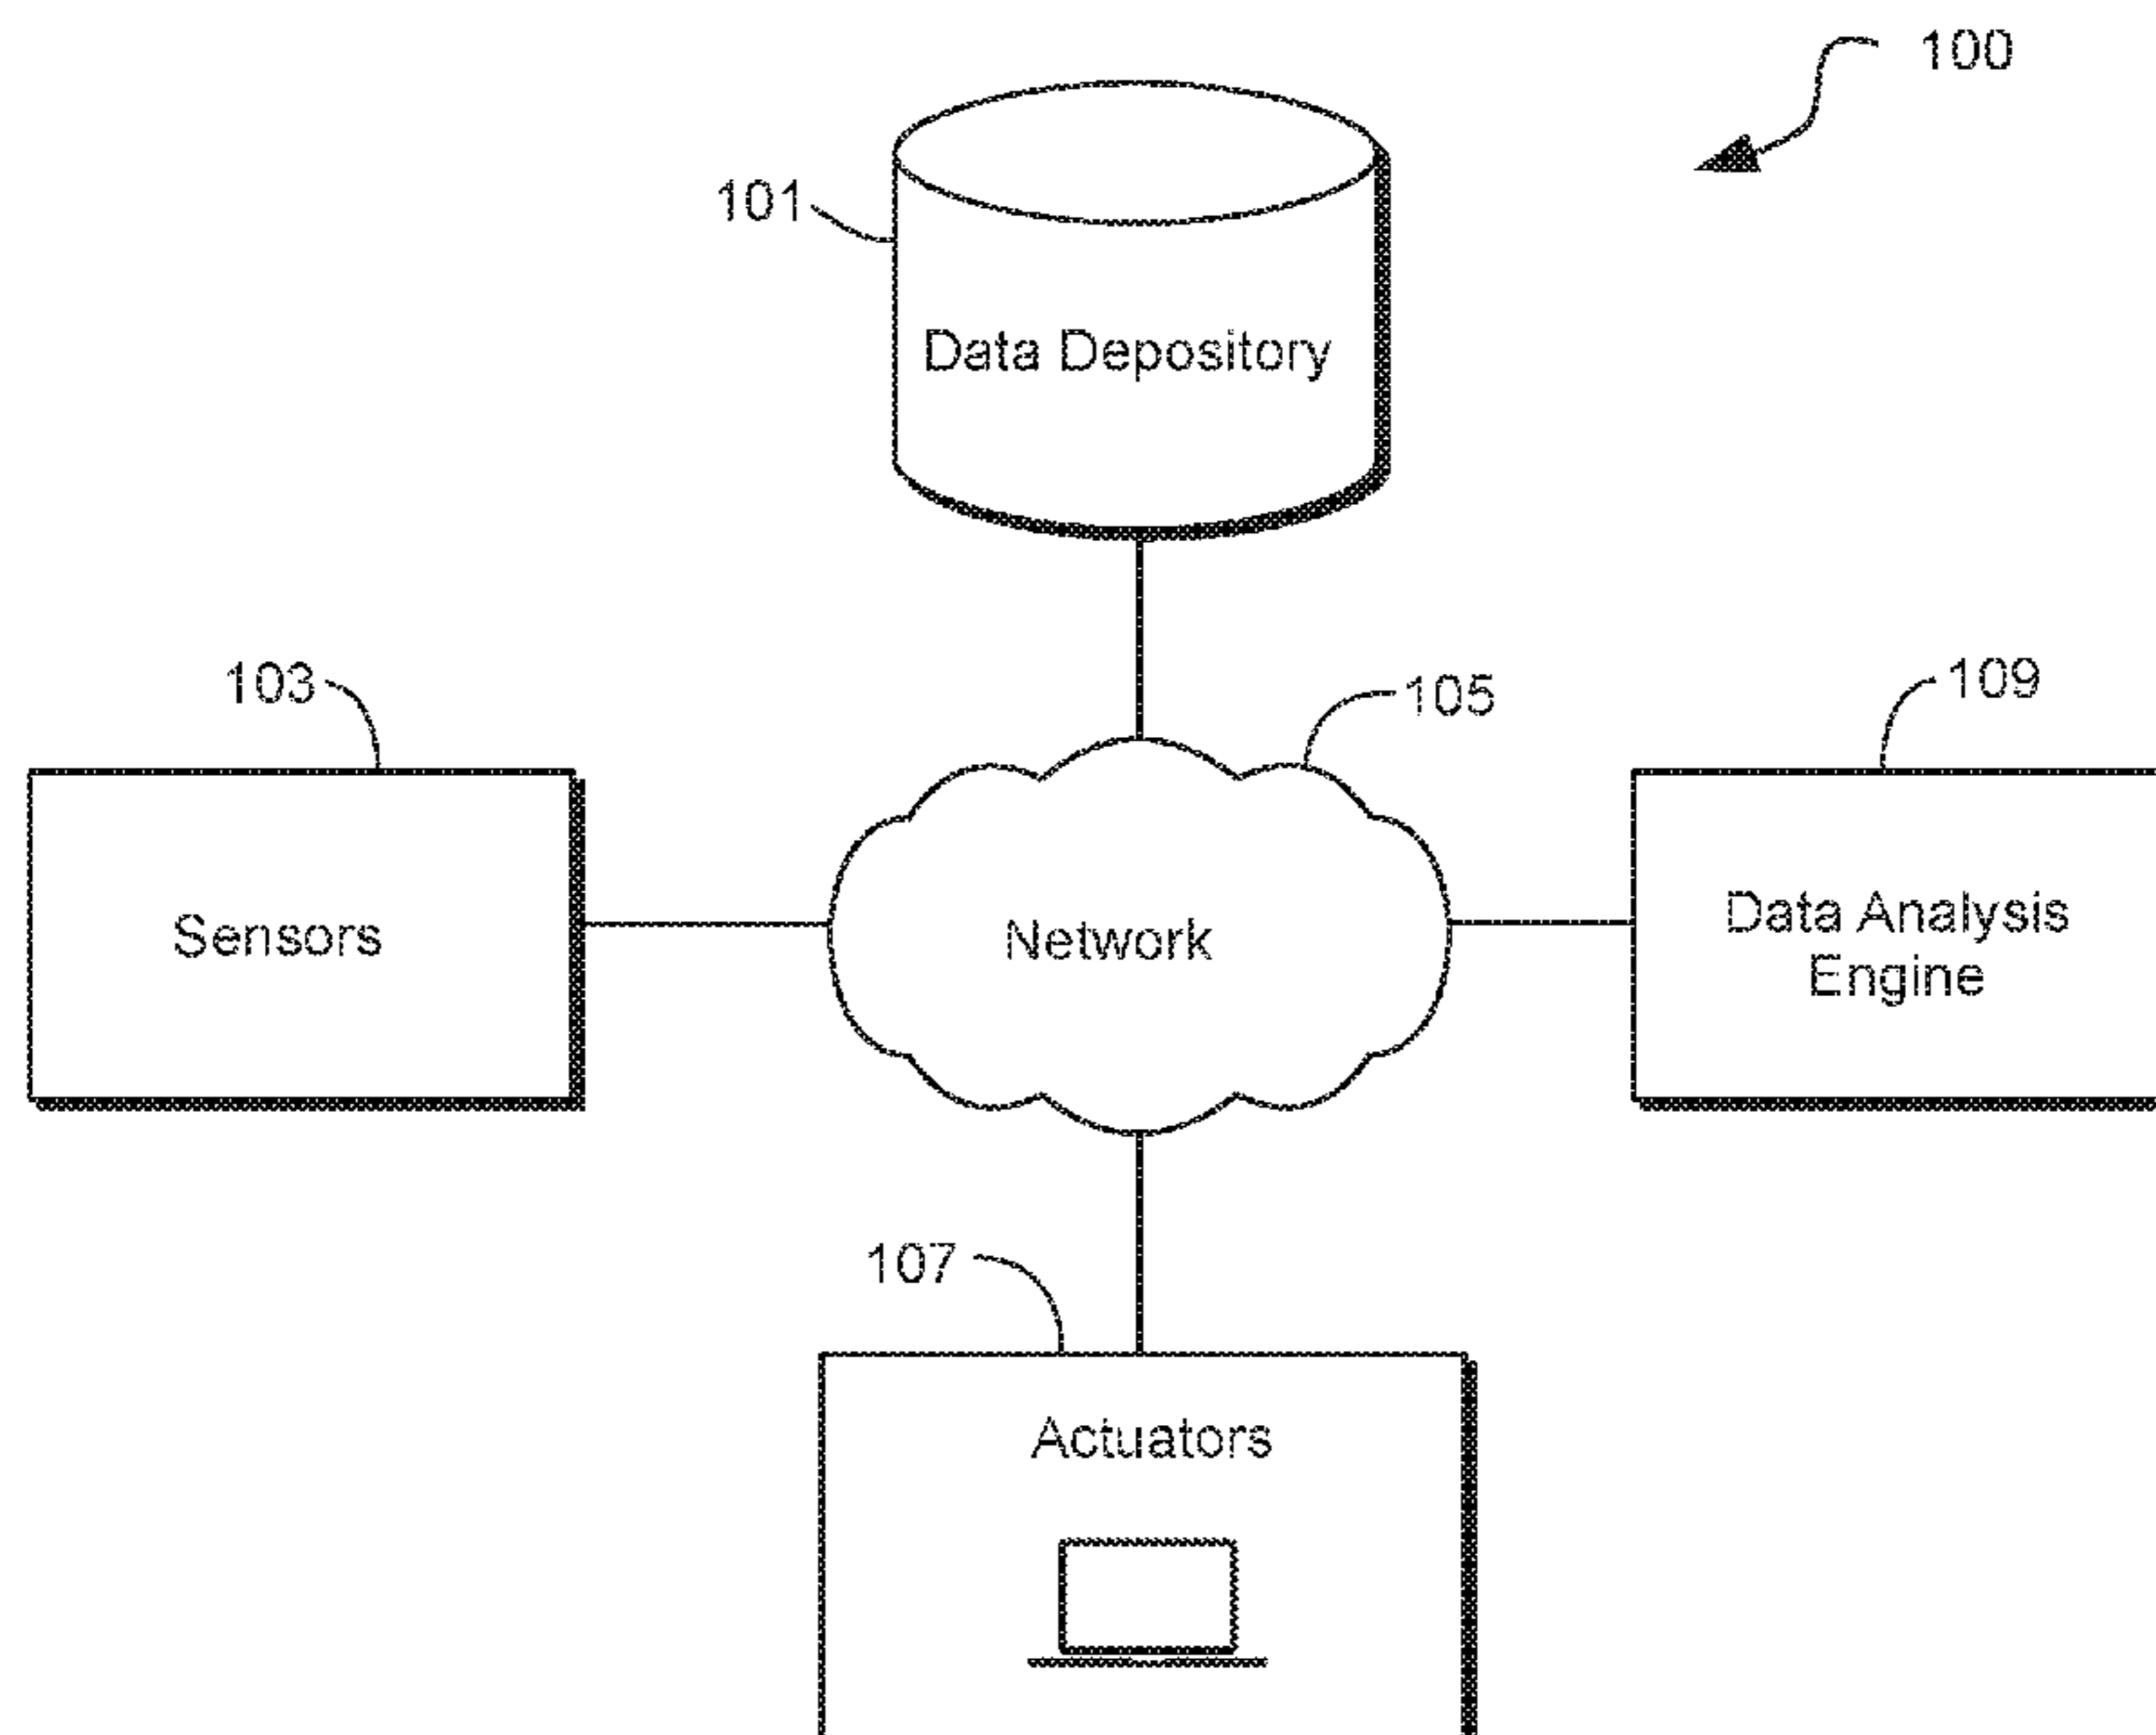 100
101
Data Depository
103
105
109
Sensors
Network
Data Analysis
Engine
107
Actuators